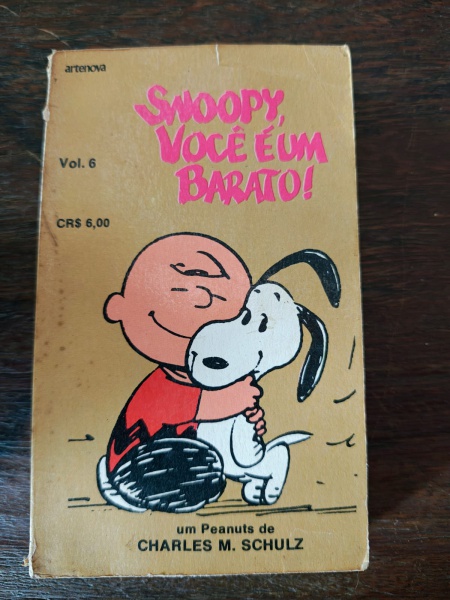 artenova
SNOOPY,
VOCÊ É UM
BARATO!
Vol. 6
CR$ 6,00
um Peanuts de
CHARLES M. SCHULZ